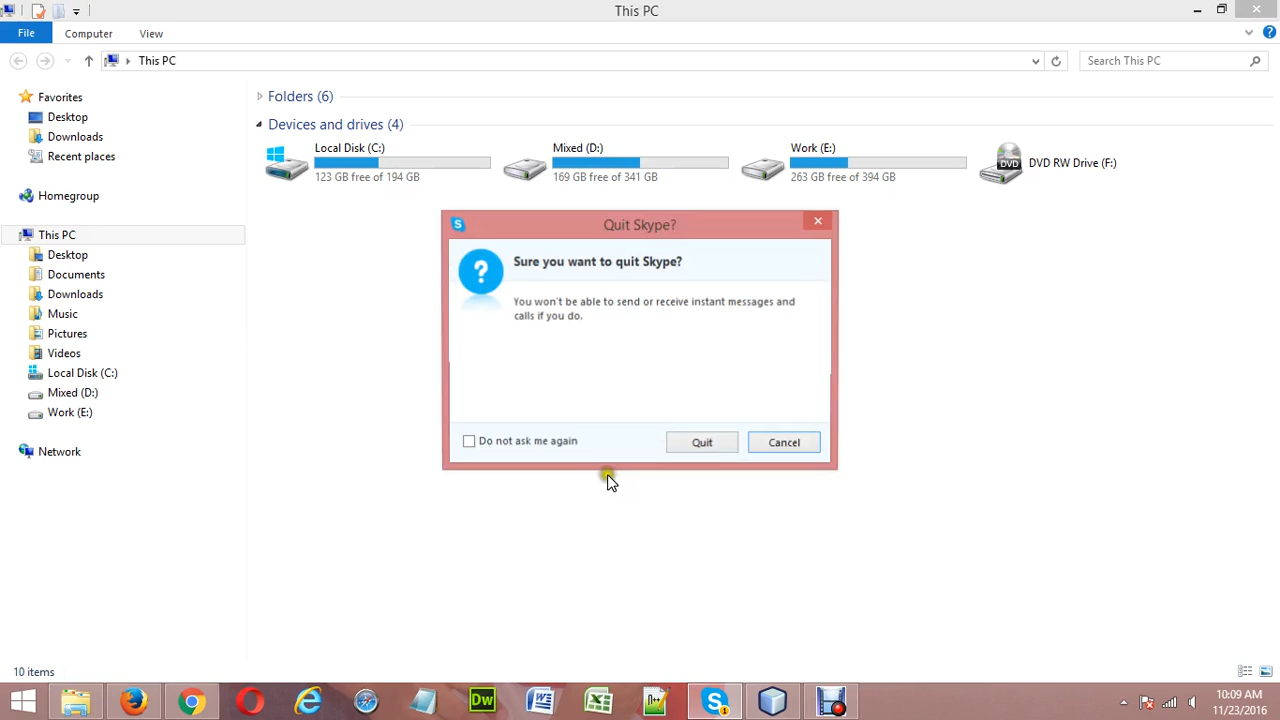 This PC
File
Computer
View
This PC
Search This PC
Favorites
Desktop
Downloads
Recent places
Homegroup
This PC
Desktop
Documents
Downloads
Music
Pictures
Videos
Local Disk (C:)
Mixed (D:)
Work (E:)
Network
Folders (6)
Devices and drives (4)
Local Disk (C:)
123 GB free of 194 GB
Mixed (D:)
169 GB free of 341 GB
Work (E:)
263 GB free of 394 GB
DVD
DVD RW Drive (F:)
Quit Skype?
Sure you want to quit Skype?
You won't be able to send or receive instant messages and
calls if you do.
Do not ask me again
Quit
Cancel
10 items
Dw
10:09 AM
11/23/2016